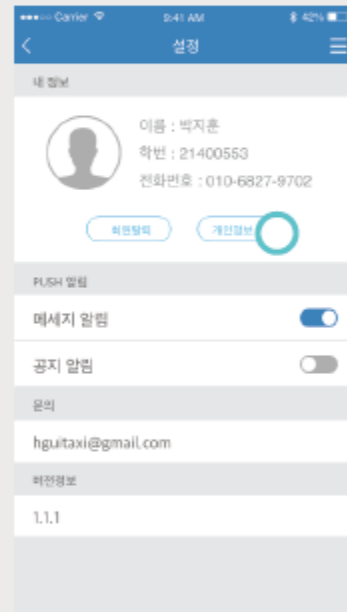 Carrier 9:41 AM 42%
설정
내 정보
이름 : 박지훈
학번 : 21400553
전화번호 : 010-6827-9702
회원탈퇴 개인정보
PUSH 알림
메세지 알림
공지 알림
문의
hguitaxi@gmail.com
버전정보
1.1.1